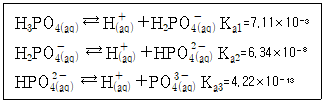 H₃PO₄₍aq₎ ⇄ H⁺₍aq₎ + H₂PO₄⁻₍aq₎ Kₐ₁=7,11×10⁻³
H₂PO₄⁻₍aq₎ ⇄ H⁺₍aq₎ + HPO₄²⁻₍aq₎ Kₐ₂=6,34×10⁻⁸
HPO₄²⁻₍aq₎ ⇄ H⁺₍aq₎ + PO₄³⁻₍aq₎ Kₐ₃=4,22×10⁻¹³